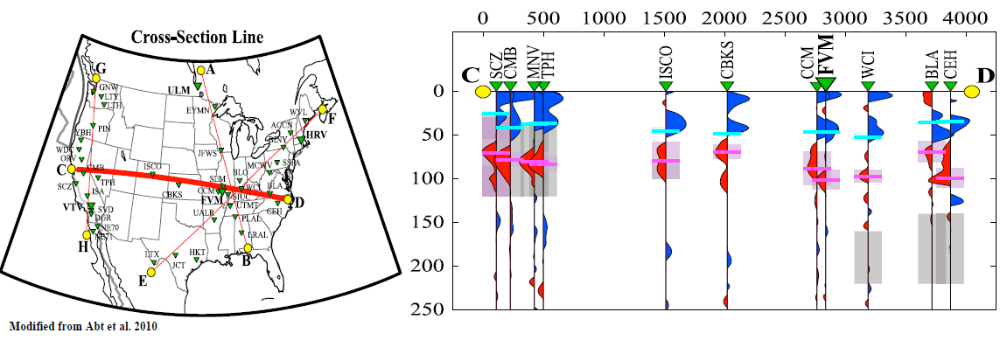 Cross-Section Line
A
G
ULM
GNW
LTY
LTH
EYMN
WVL
F
PIN
ACCN
YBH
BINY
HRV
WDC
ORV
JFWS
MCWV
SSPA
C
CMB
ISCO
BLO
SLM
TPH
WCI
BLA
SCZ
CCM
CBKS
FVM
SIUC
D
ISA
UTMT
CEH
VTV
SVD
UALR
PLAL
DGR
NE70
NE71
LRAL
H
LTX
JCT
HKT
B
E
Modified from Abt et al. 2010
0 500 1000 1500 2000 2500 3000 3500 4000
C SCZ CMB MNV TPH ISCO CBKS CCM FVM WCI BLA CEH D
0
50
100
150
200
250